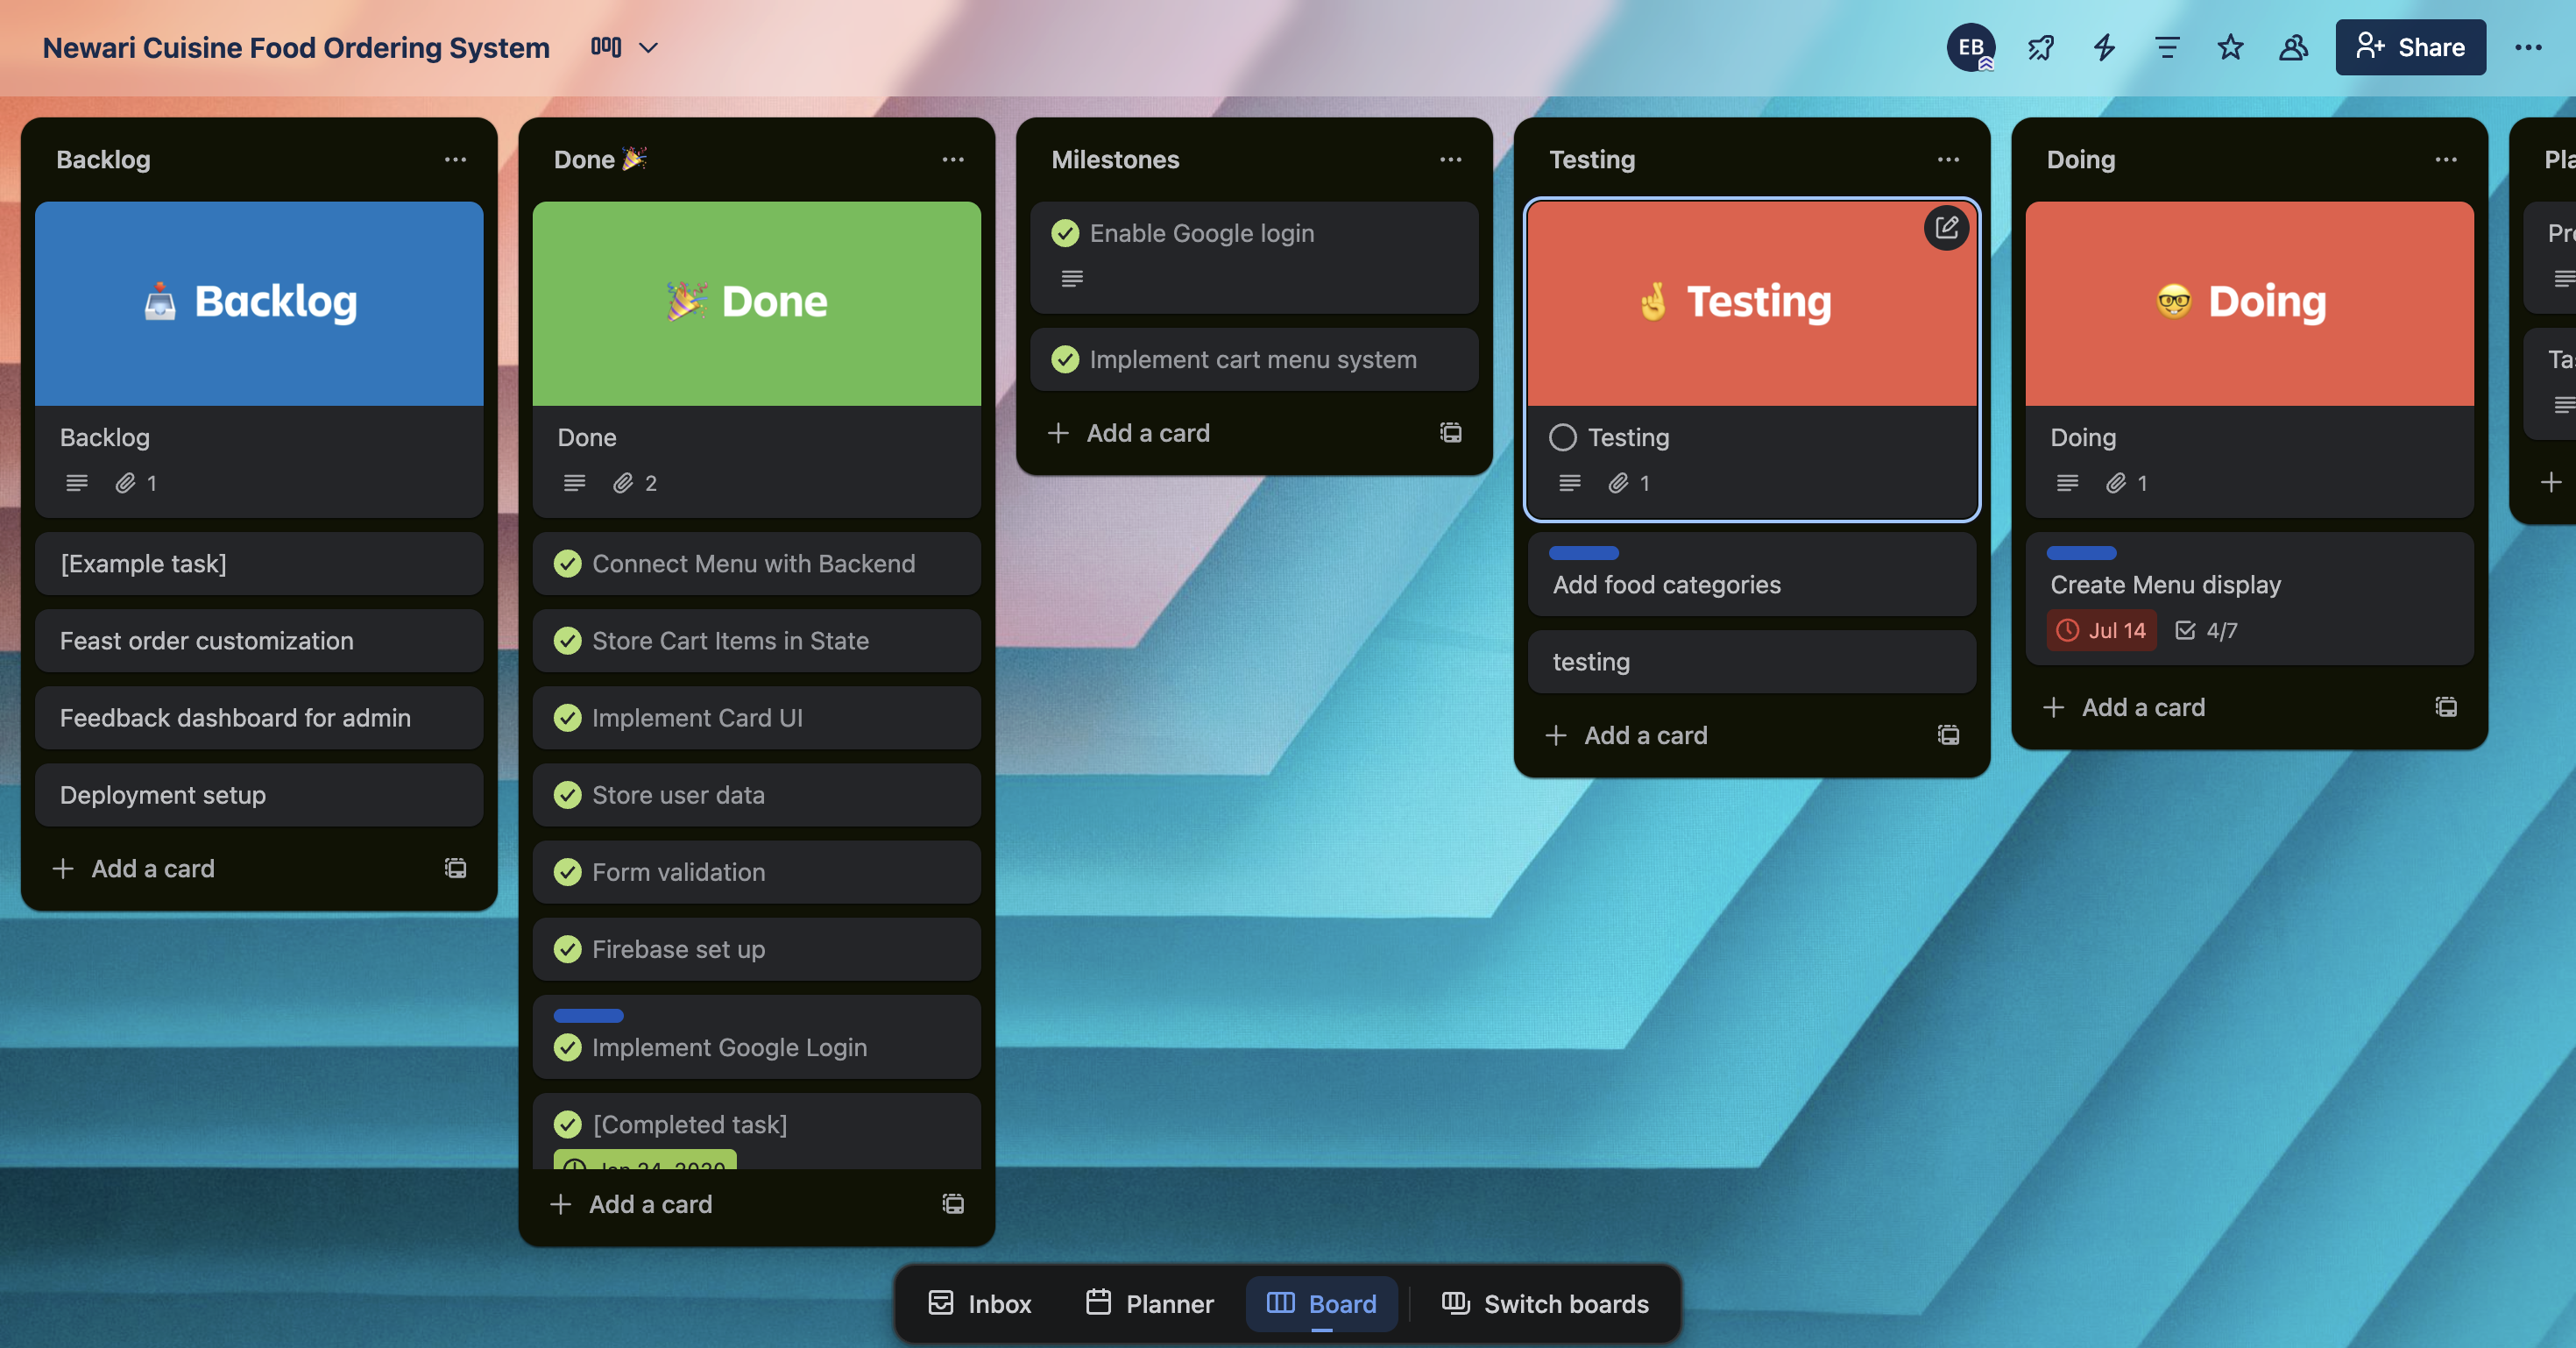 Newari Cuisine Food Ordering System
EB
Share
Backlog
Backlog
Backlog
1
[Example task]
Feast order customization
Feedback dashboard for admin
Deployment setup
Add a card
Done
Done
Done
2
Connect Menu with Backend
Store Cart Items in State
Implement Card UI
Store user data
Form validation
Firebase set up
Implement Google Login
[Completed task]
Jan 24, 2020
Add a card
Milestones
Enable Google login
Implement cart menu system
Add a card
Testing
Testing
Testing
1
Add food categories
testing
Add a card
Doing
Doing
Doing
1
Create Menu display
Jul 14
4/7
Add a card
Inbox
Planner
Board
Switch boards